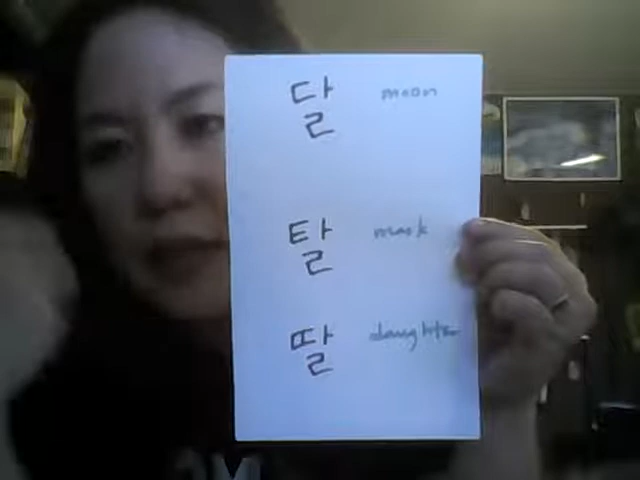 달 moon
탈 mask
딸 daughter